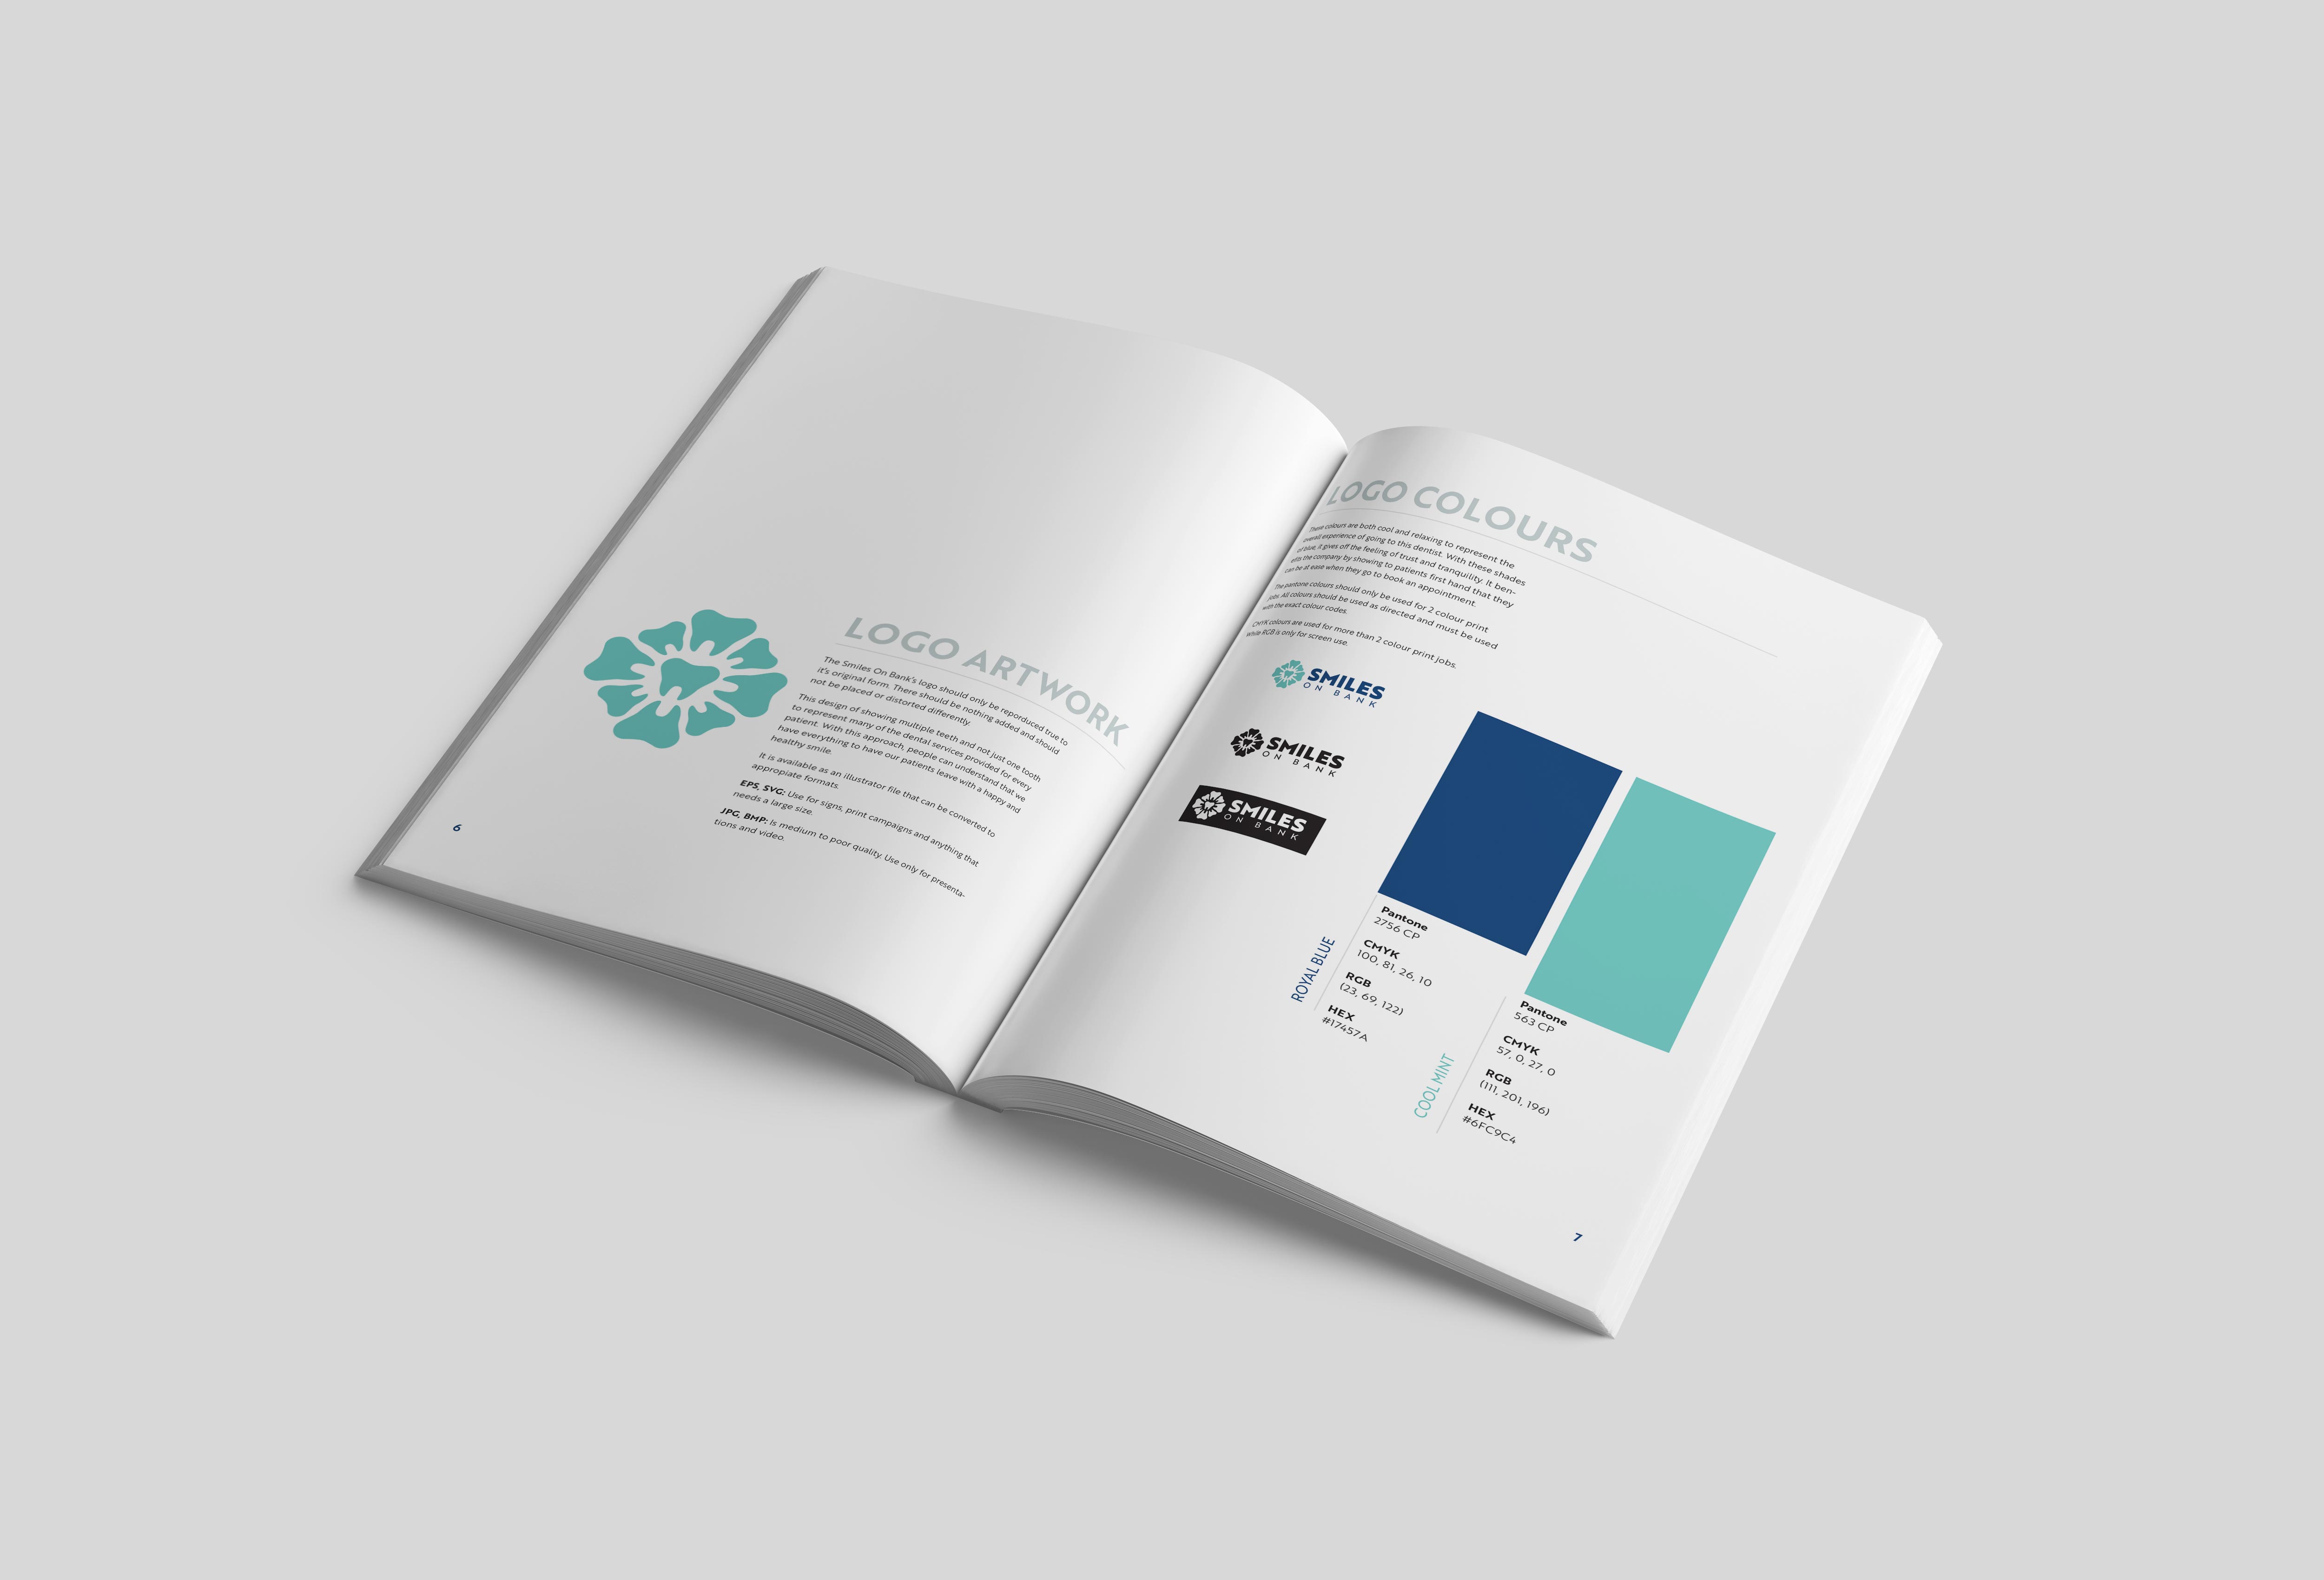 LOGO ARTWORK
The Smiles On Bank's logo should only be reporduced true to
it's original form. There should be nothing added and should
not be placed or distorted differently.
This design of showing multiple teeth and not just one tooth
to represent many of the dental services provided for every
patient. With this approach, people can understand that we
have everything to have our patients leave with a happy and
healthy smile.
It is available as an illustrator file that can be converted to
appropiate formats.
EPS, SVG: Use for signs, print campaigns and anything that
needs a large size.
JPG, BMP: Is medium to poor quality. Use only for presenta-
tions and video.
6
LOGO COLOURS
These colours are both cool and relaxing to represent the
overall experience of going to this dentist. With these shades
of blue, it gives off the feeling of trust and tranquility. It ben-
efits the company by showing to patients first hand that they
can be at ease when they go to book an appointment.
The pantone colours should only be used for 2 colour print
jobs. All colours should be used as directed and must be used
with the exact colour codes.
CMYK colours are used for more than 2 colour print jobs.
While RGB is only for screen use.
SMILES
ON BANK
SMILES
ON BANK
SMILES
ON BANK
ROYAL BLUE
Pantone
2756 CP
CMYK
100, 81, 26, 10
RGB
(23, 69, 122)
HEX
#17457A
COOL MINT
Pantone
563 CP
CMYK
57, 0, 27, 0
RGB
(111, 201, 196)
HEX
#6FC9C4
7